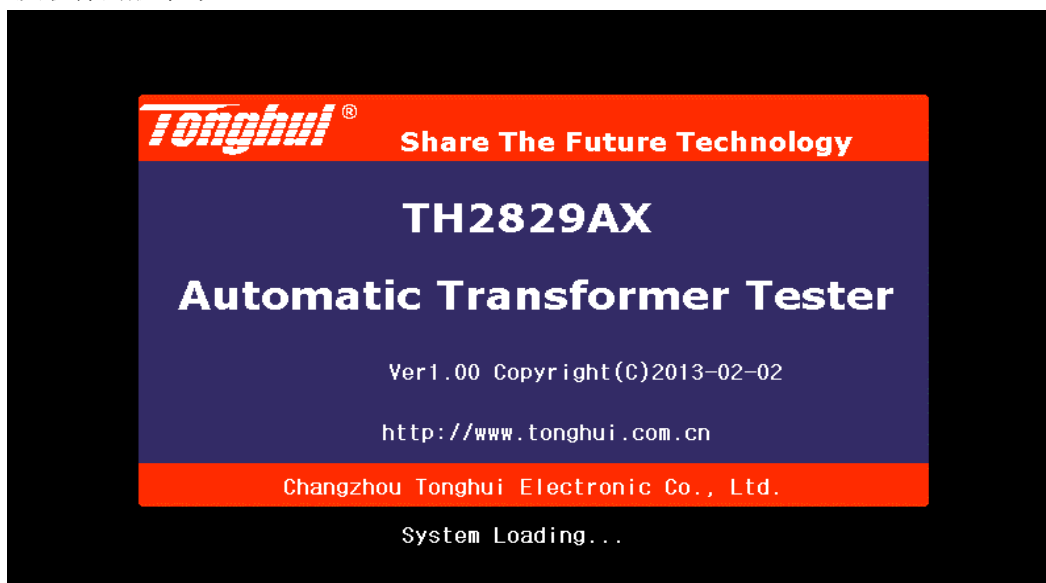 Tonghui ®
Share The Future Technology
TH2829AX
Automatic Transformer Tester
Ver1.00 Copyright(C)2013-02-02
http://www.tonghui.com.cn
Changzhou Tonghui Electronic Co., Ltd.
System Loading...